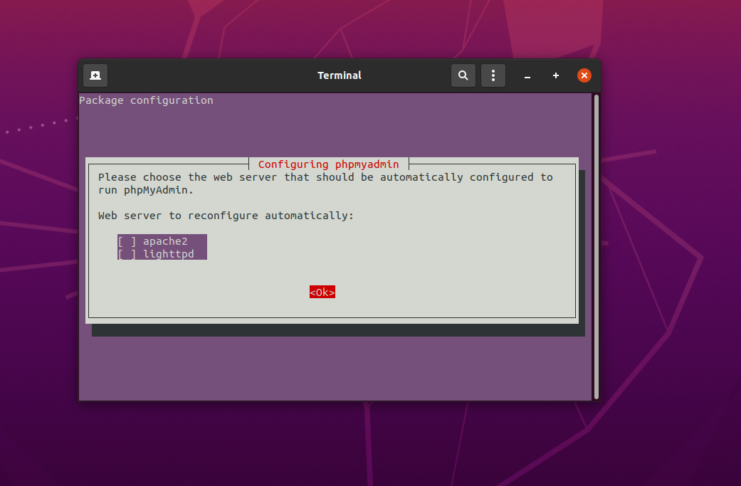 Terminal
Package configuration
Configuring phpmyadmin
Please choose the web server that should be automatically configured to
run phpMyAdmin.
Web server to reconfigure automatically:
[ ] apache2
[ ] lighttpd
<Ok>